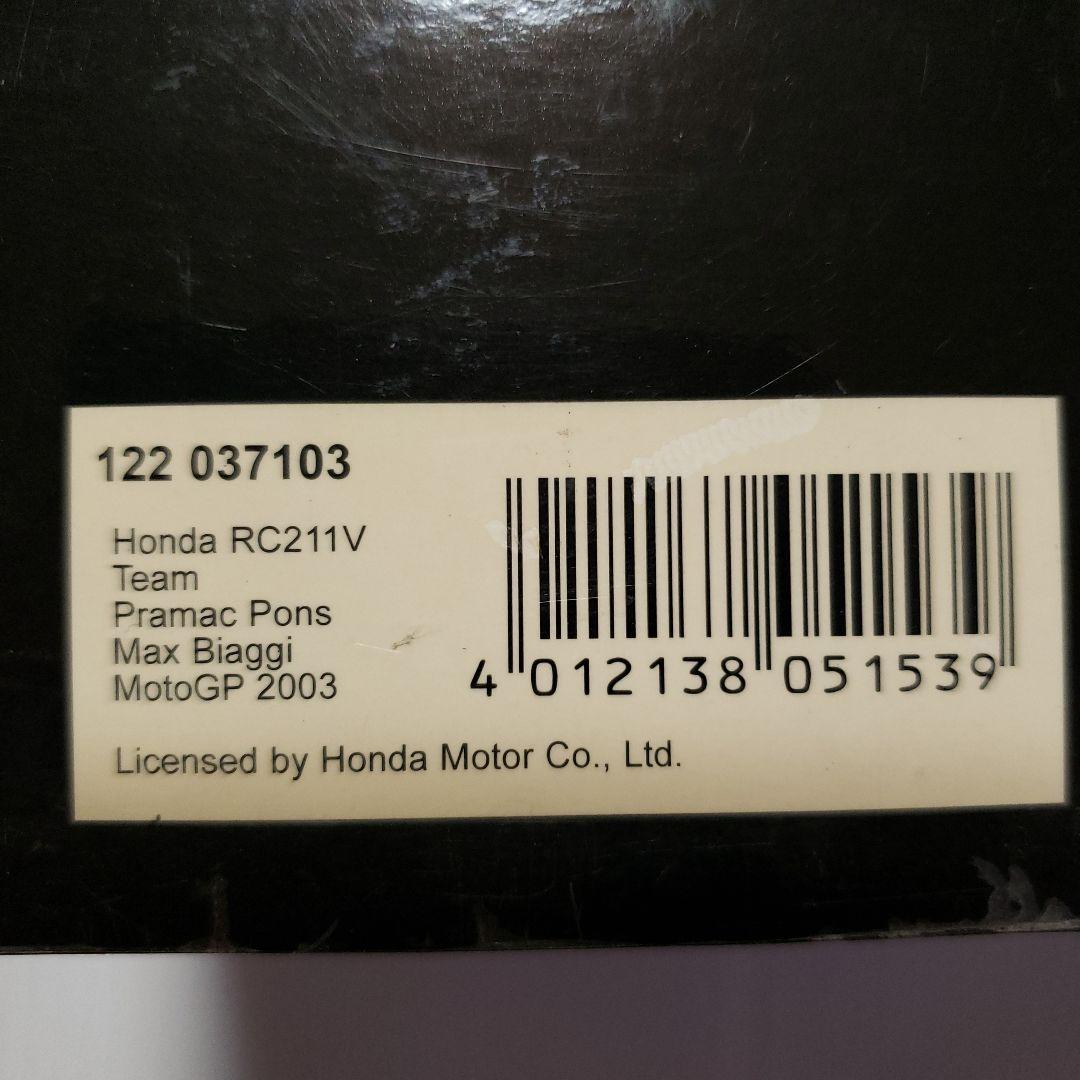 122 037103
Honda RC211V
Team
Pramac Pons
Max Biaggi
MotoGP 2003
4 012138 051539
Licensed by Honda Motor Co., Ltd.